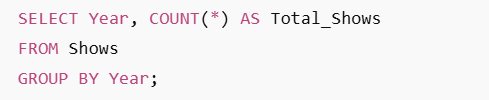 SELECT Year, COUNT(*) AS Total_Shows
FROM Shows
GROUP BY Year;